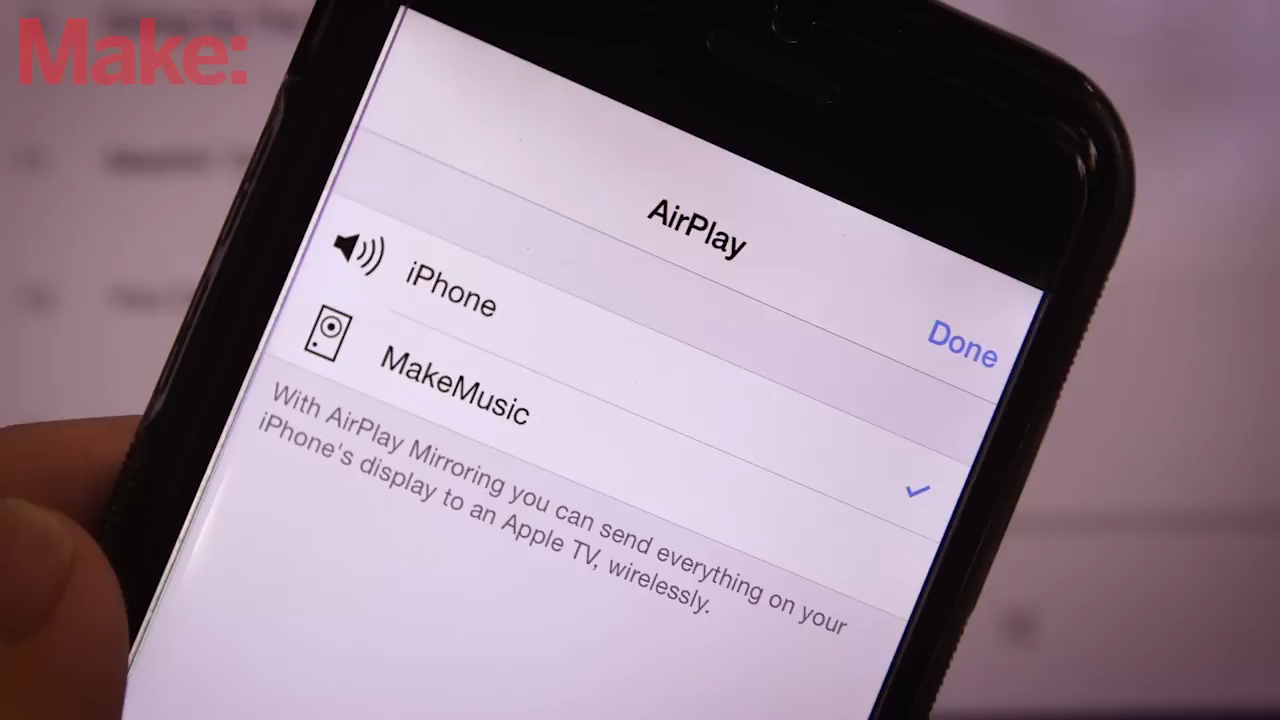 Make:
AirPlay
Done
iPhone
MakeMusic
With AirPlay Mirroring you can send everything on your
iPhone's display to an Apple TV, wirelessly.